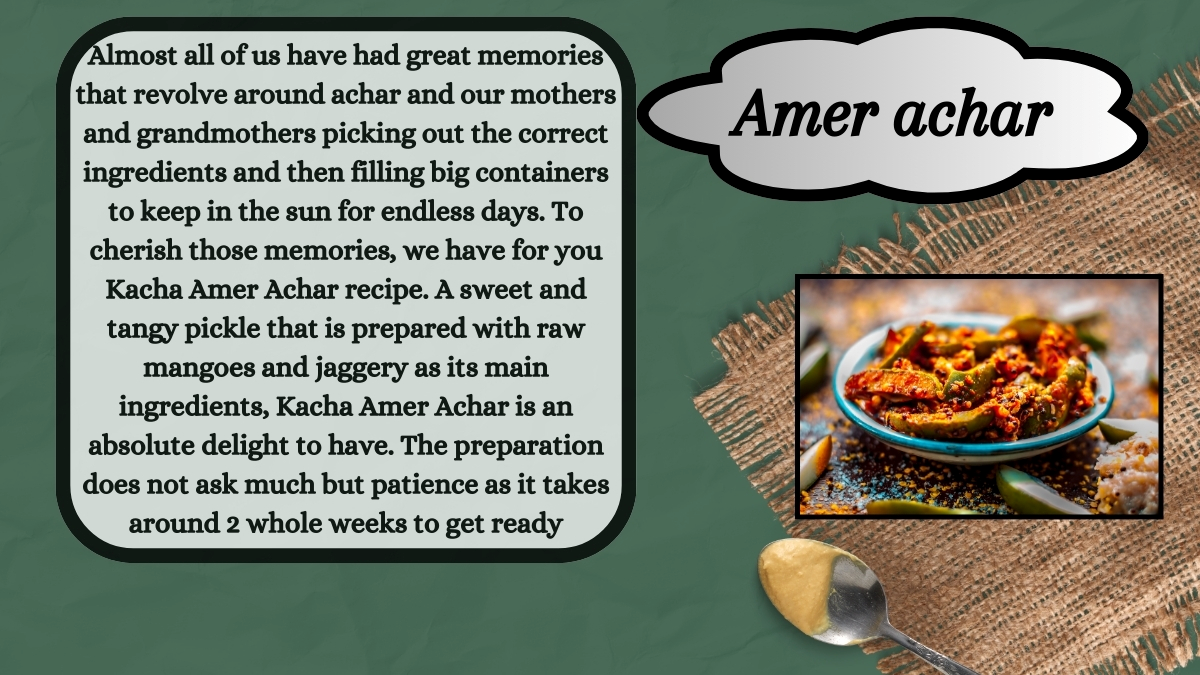 Amer achar
Almost all of us have had great memories
that revolve around achar and our mothers
and grandmothers picking out the correct
ingredients and then filling big containers
to keep in the sun for endless days. To
cherish those memories, we have for you
Kacha Amer Achar recipe. A sweet and
tangy pickle that is prepared with raw
mangoes and jaggery as its main
ingredients, Kacha Amer Achar is an
absolute delight to have. The preparation
does not ask much but patience as it takes
around 2 whole weeks to get ready